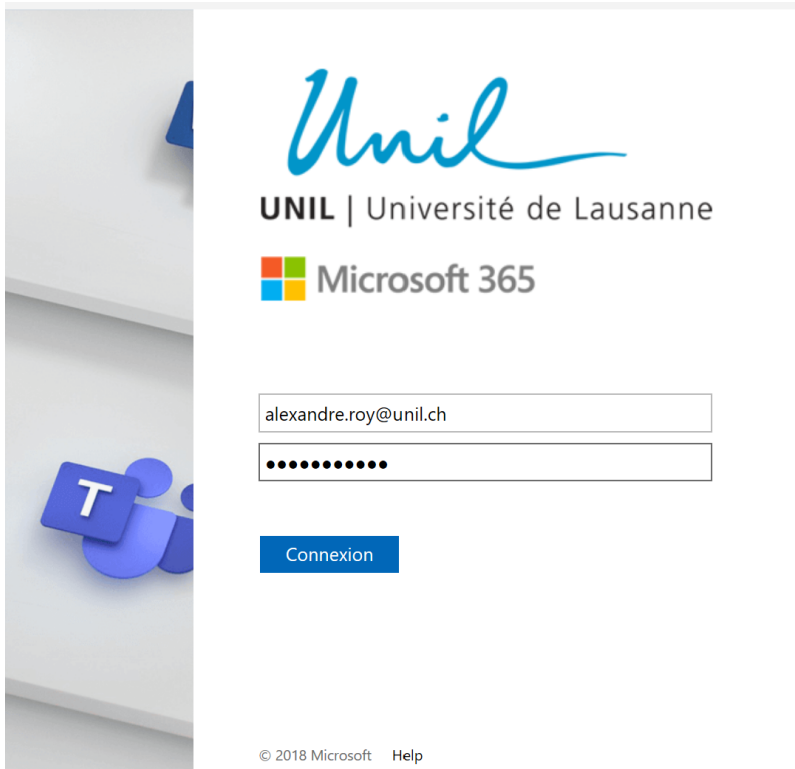 Unil
UNIL | Université de Lausanne
Microsoft 365
alexandre.roy@unil.ch
●●●●●●●●●●●
T
Connexion
© 2018 Microsoft Help